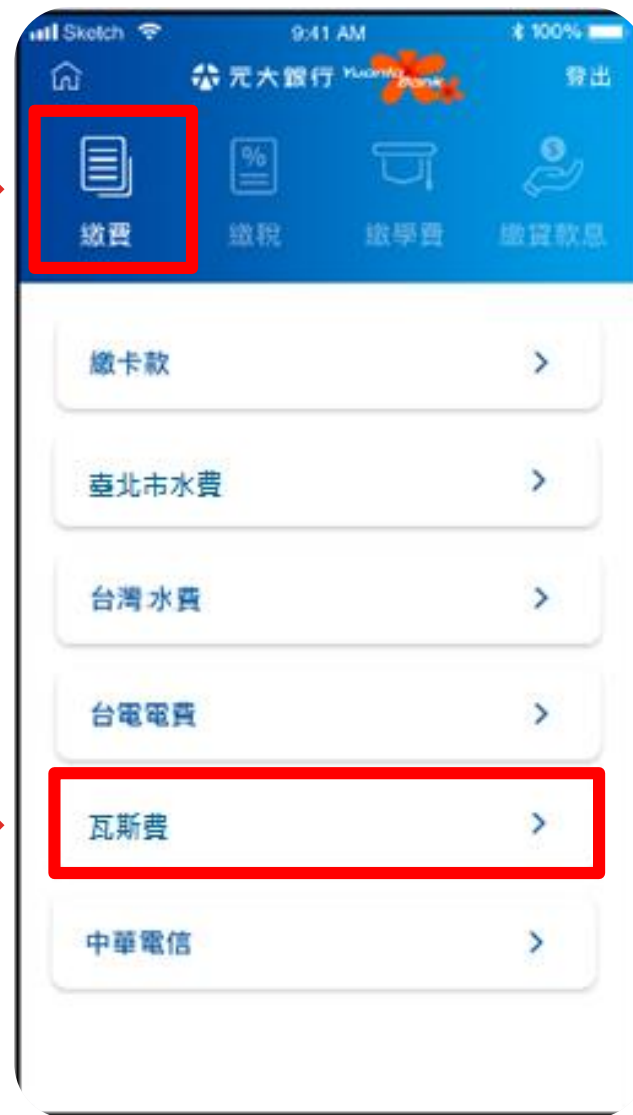 Sketch 9:41 AM 100%
元大銀行 Yuanta Bank 登出
繳費 繳稅 繳學費 繳貸款息
繳卡款
臺北市水費
台灣水費
台電電費
瓦斯費
中華電信